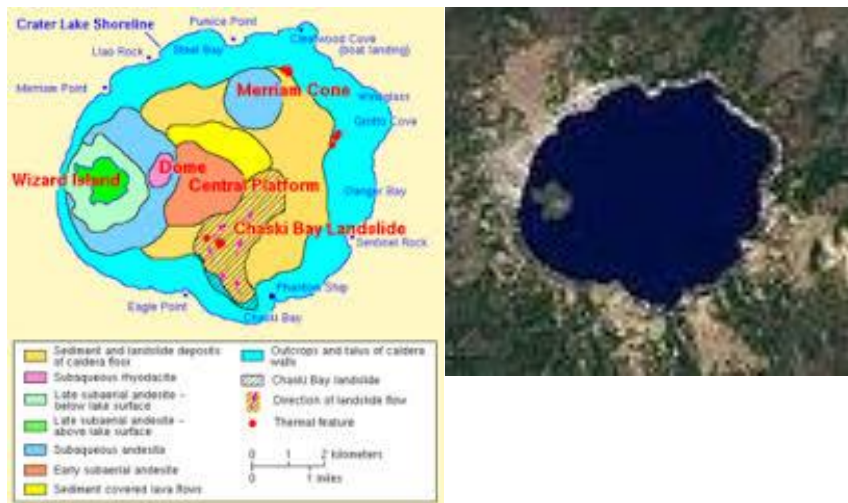 Crater Lake Shoreline
Pumice Point
Cleetwood Cove
(boat landing)
Steel Bay
Llao Rock
Merriam Point
Merriam Cone
Wineglass
Grotto Cove
Dome
Wizard Island
Central Platform
Danger Bay
Chaski Bay Landslide
Sentinel Rock
Phantom Ship
Eagle Point
Chaski Bay
Sediment and landslide deposits
of caldera floor
Subaqueous rhyodacite
Late subaerial andesite -
below lake surface
Late subaerial andesite -
above lake surface
Subaqueous andesite
Early subaerial andesite
Sediment covered lava flows
Outcrops and talus of caldera
walls
Chaski Bay landslide
Direction of landslide flow
Thermal feature
0 1 2 kilometers
0 1 miles